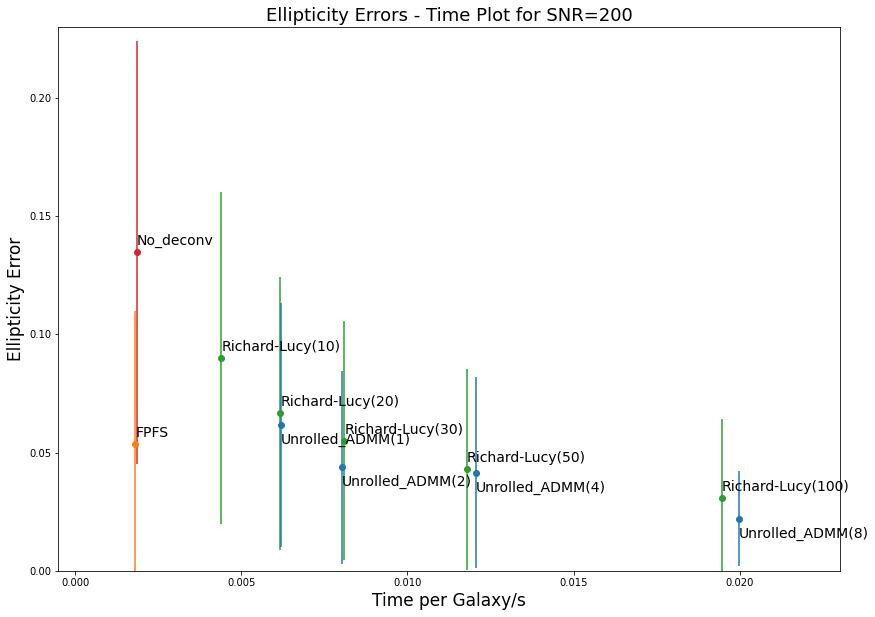 Ellipticity Errors - Time Plot for SNR=200
Ellipticity Error
0.20
0.15
0.10
0.05
0.00
No_deconv
FPFS
Richard-Lucy(10)
Richard-Lucy(20)
Richard-Lucy(30)
Unrolled_ADMM(1)
Richard-Lucy(50)
Unrolled_ADMM(2)
Unrolled_ADMM(4)
Richard-Lucy(100)
Unrolled_ADMM(8)
0.000
0.005
0.010
0.015
0.020
Time per Galaxy/s